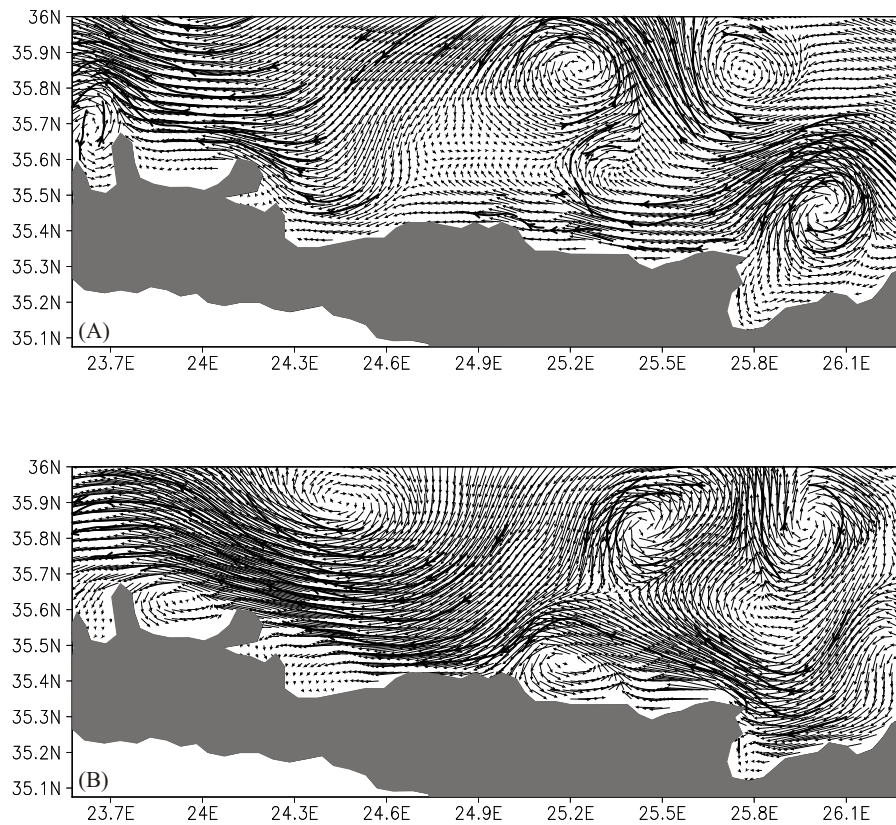 36N
35.9N
35.8N
35.7N
35.6N
35.5N
35.4N
35.3N
35.2N
35.1N
(A)
23.7E 24E 24.3E 24.6E 24.9E 25.2E 25.5E 25.8E 26.1E
36N
35.9N
35.8N
35.7N
35.6N
35.5N
35.4N
35.3N
35.2N
35.1N
(B)
23.7E 24E 24.3E 24.6E 24.9E 25.2E 25.5E 25.8E 26.1E